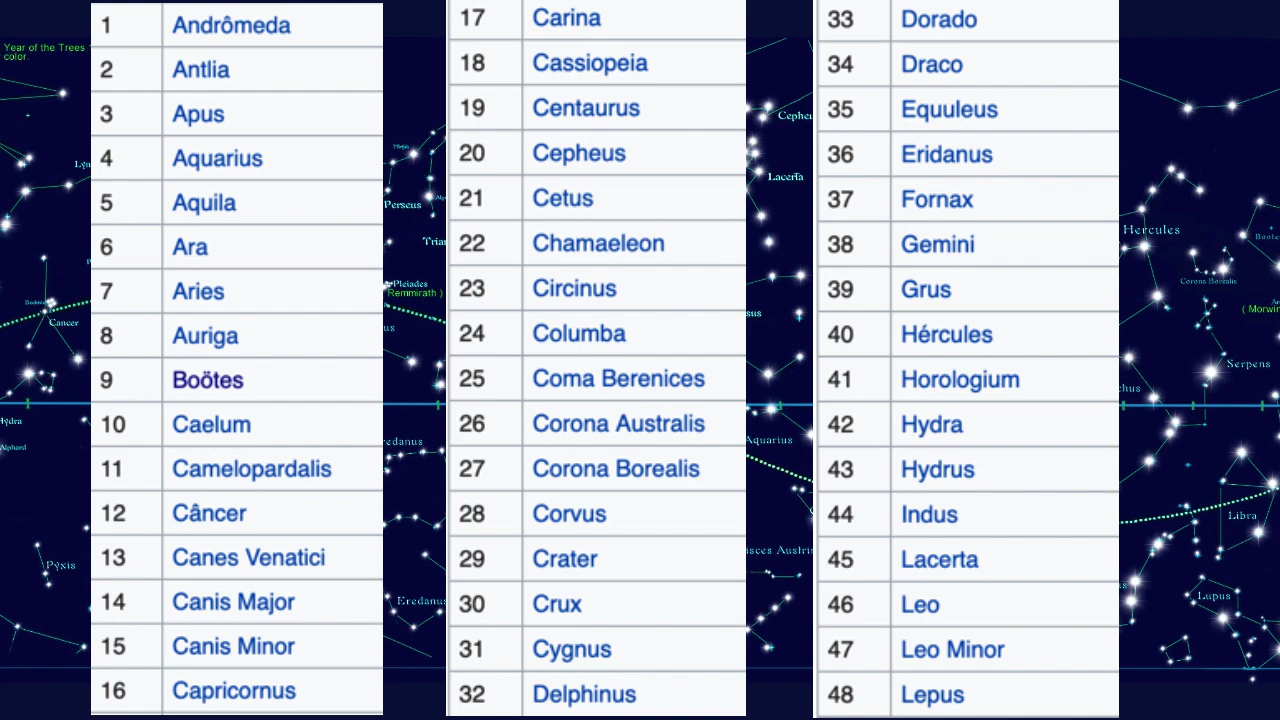 Year of the Trees
color.
1 Andrômeda
2 Antlia
3 Apus
4 Aquarius
5 Aquila
6 Ara
7 Aries
8 Auriga
9 Boötes
10 Caelum
11 Camelopardalis
12 Câncer
13 Canes Venatici
14 Canis Major
15 Canis Minor
16 Capricornus
17 Carina
18 Cassiopeia
19 Centaurus
20 Cepheus
21 Cetus
22 Chamaeleon
23 Circinus
24 Columba
25 Coma Berenices
26 Corona Australis
27 Corona Borealis
28 Corvus
29 Crater
30 Crux
31 Cygnus
32 Delphinus
33 Dorado
34 Draco
35 Equuleus
36 Eridanus
37 Fornax
38 Gemini
39 Grus
40 Hércules
41 Horologium
42 Hydra
43 Hydrus
44 Indus
45 Lacerta
46 Leo
47 Leo Minor
48 Lepus
Cancer
Alphard
Pyxis
Perseus
Pleiades
Remmirath )
Eredanus
Cepheu
Lacerta
Aquarius
Hercules
Corona Borealis
( Morwin
Serpens
Libra
Lupus